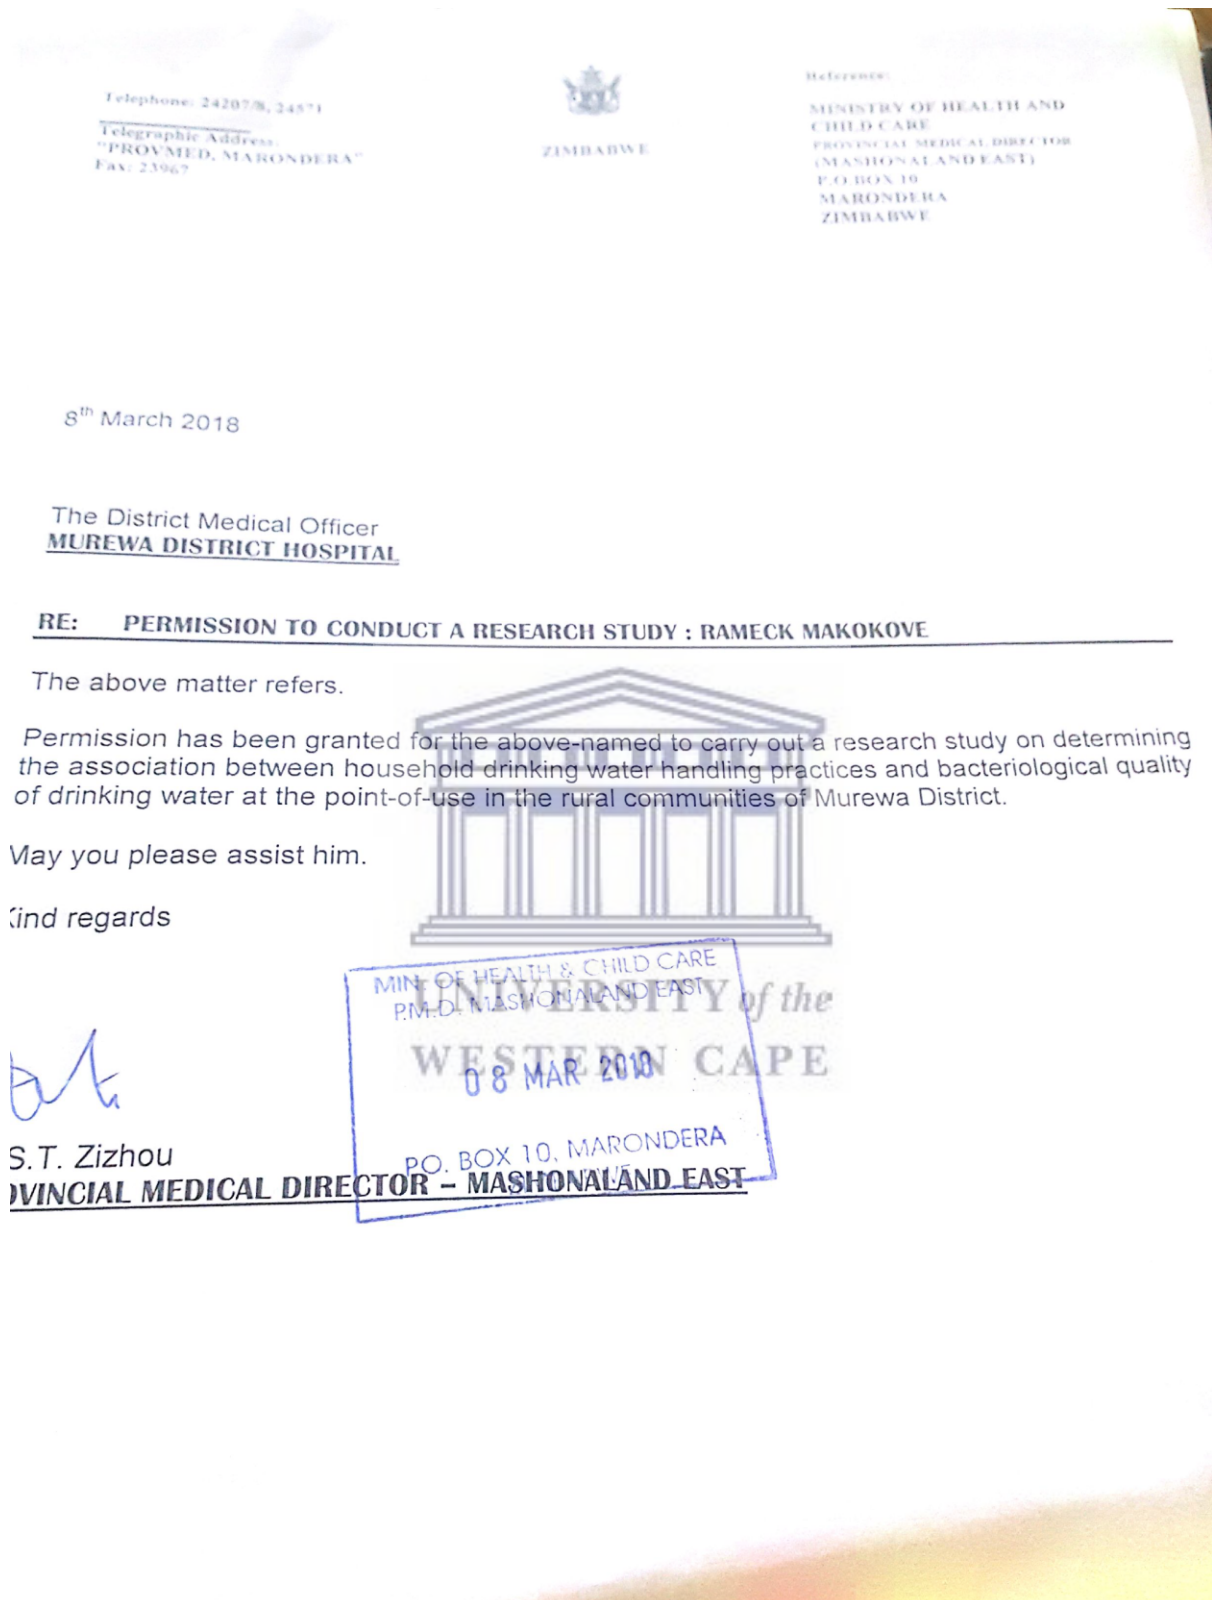 Telephone: 24207/8, 24571
Telegraphic Address:
"PROVMED, MARONDERA"
Fax: 23967
ZIMBABWE
Reference:
MINISTRY OF HEALTH AND
CHILD CARE
PROVINCIAL MEDICAL DIRECTOR
(MASHONALAND EAST)
P.O BOX 10
MARONDERA
ZIMBABWE
8th March 2018
The District Medical Officer
MUREWA DISTRICT HOSPITAL
RE: PERMISSION TO CONDUCT A RESEARCH STUDY : RAMECK MAKOKOVE
The above matter refers.
Permission has been granted for the above-named to carry out a research study on determining
the association between household drinking water handling practices and bacteriological quality
of drinking water at the point-of-use in the rural communities of Murewa District.
May you please assist him.
Kind regards
MIN. OF HEALTH & CHILD CARE
P.M.D. MASHONALAND EAST
UNIVERSITY of the
WESTERN CAPE
08 MAR 2018
S.T. Zizhou
P.O. BOX 10, MARONDERA
OVINCIAL MEDICAL DIRECTOR – MASHONALAND EAST